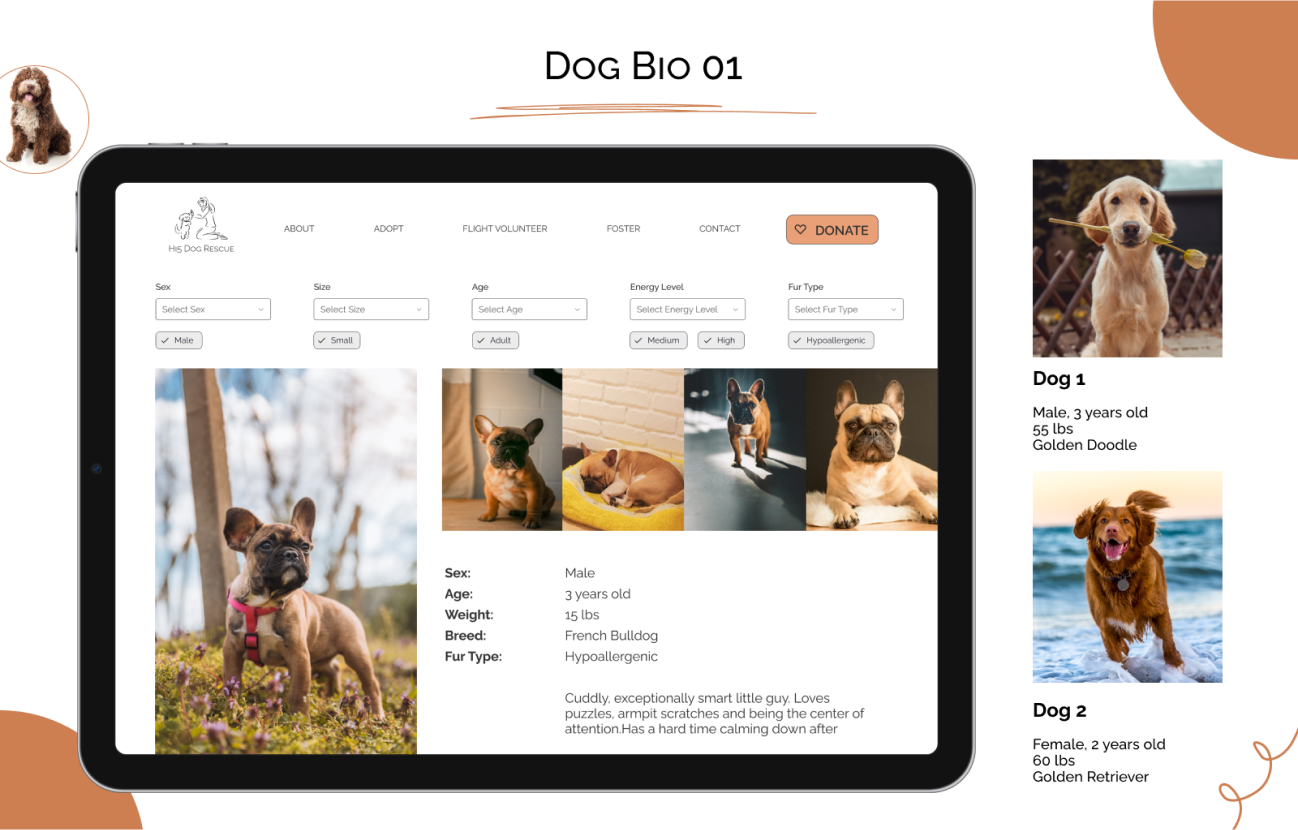 Dog Bio 01
Hi5 Dog Rescue
ABOUT
ADOPT
FLIGHT VOLUNTEER
FOSTER
CONTACT
DONATE
Sex
Size
Age
Energy Level
Fur Type
Select Sex
Select Size
Select Age
Select Energy Level
Select Fur Type
Male
Small
Adult
Medium
High
Hypoallergenic
Sex: Male
Age: 3 years old
Weight: 15 lbs
Breed: French Bulldog
Fur Type: Hypoallergenic
Cuddly, exceptionally smart little guy. Loves
puzzles, armpit scratches and being the center of
attention.Has a hard time calming down after
Dog 1
Male, 3 years old
55 lbs
Golden Doodle
Dog 2
Female, 2 years old
60 lbs
Golden Retriever